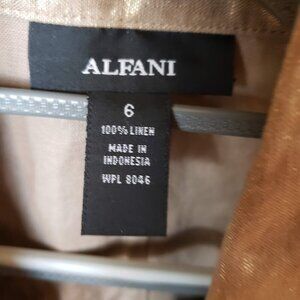 ALFANI
6
100% LINEN
MADE IN
INDONESIA
WPL 8046